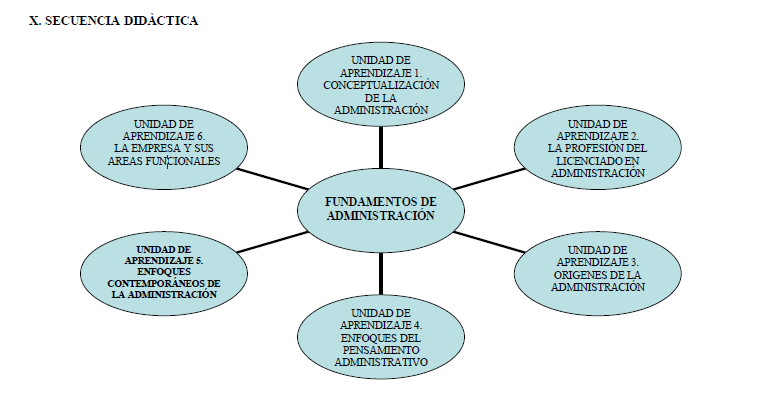 X. SECUENCIA DIDÀCTICA
UNIDAD DE
APRENDIZAJE 1.
CONCEPTUALIZACIÓN
DE LA
ADMINISTRACIÓN
UNIDAD DE
APRENDIZAJE 2.
LA PROFESIÓN DEL
LICENCIADO EN
ADMINISTRACIÓN
UNIDAD DE
APRENDIZAJE 3.
ORIGENES DE LA
ADMINISTRACIÓN
UNIDAD DE
APRENDIZAJE 4.
ENFOQUES DEL
PENSAMIENTO
ADMINISTRATIVO
UNIDAD DE
APRENDIZAJE 5.
ENFOQUES
CONTEMPORÁNEOS DE
LA ADMINISTRACIÓN
UNIDAD DE
APRENDIZAJE 6.
LA EMPRESA Y SUS
AREAS FUNCIONALES
FUNDAMENTOS DE
ADMINISTRACIÓN